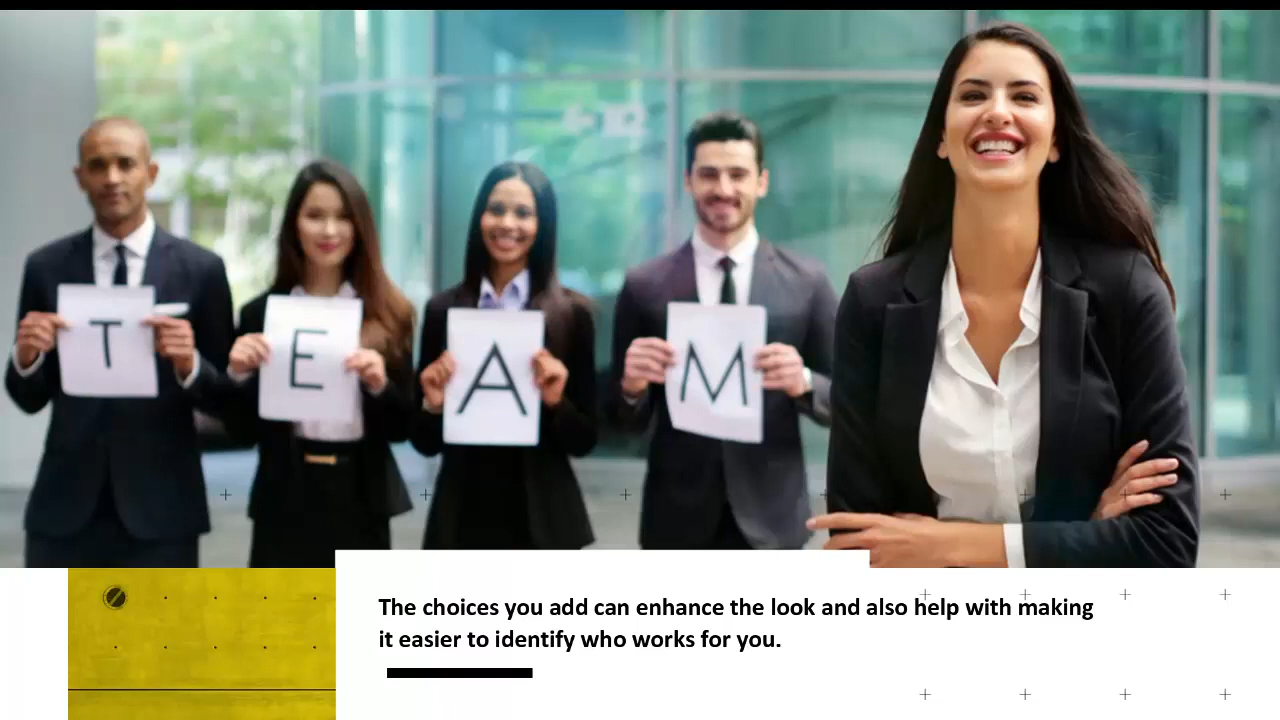 T E A M
The choices you add can enhance the look and also help with making
it easier to identify who works for you.